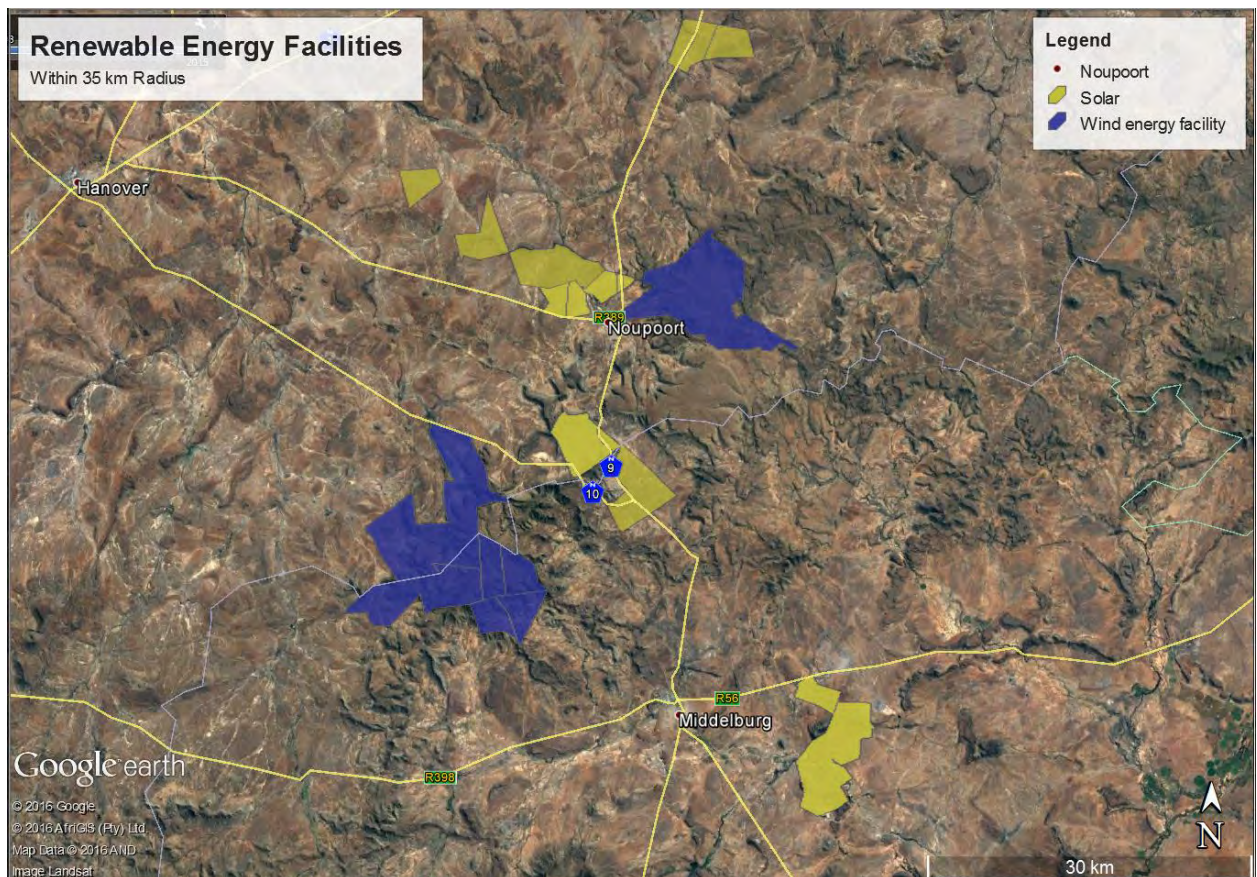 Renewable Energy Facilities
Within 35 km Radius
2015
Legend
Noupoort
Solar
Wind energy facility
Hanover
R389
Noupoort
N
9
N
10
R56
Middelburg
R398
Google earth
© 2016 Google
© 2016 AfriGIS (Pty) Ltd
Map Data © 2016 AND
Image Landsat
N
30 km